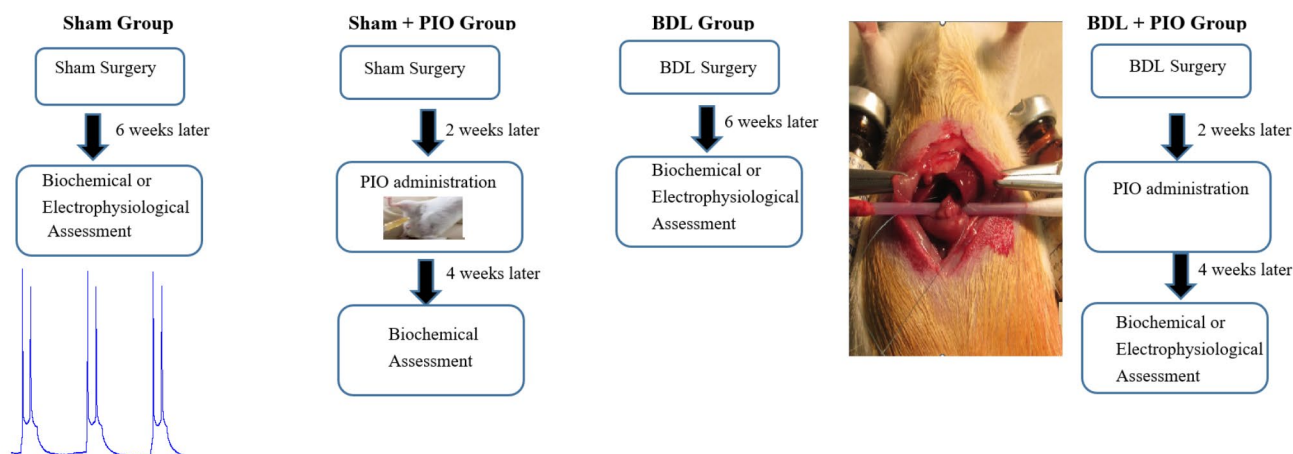 Sham Group
Sham Surgery
6 weeks later
Biochemical or
Electrophysiological
Assessment
Sham + PIO Group
Sham Surgery
2 weeks later
PIO administration
4 weeks later
Biochemical
Assessment
BDL Group
BDL Surgery
6 weeks later
Biochemical or
Electrophysiological
Assessment
BDL + PIO Group
BDL Surgery
2 weeks later
PIO administration
4 weeks later
Biochemical or
Electrophysiological
Assessment